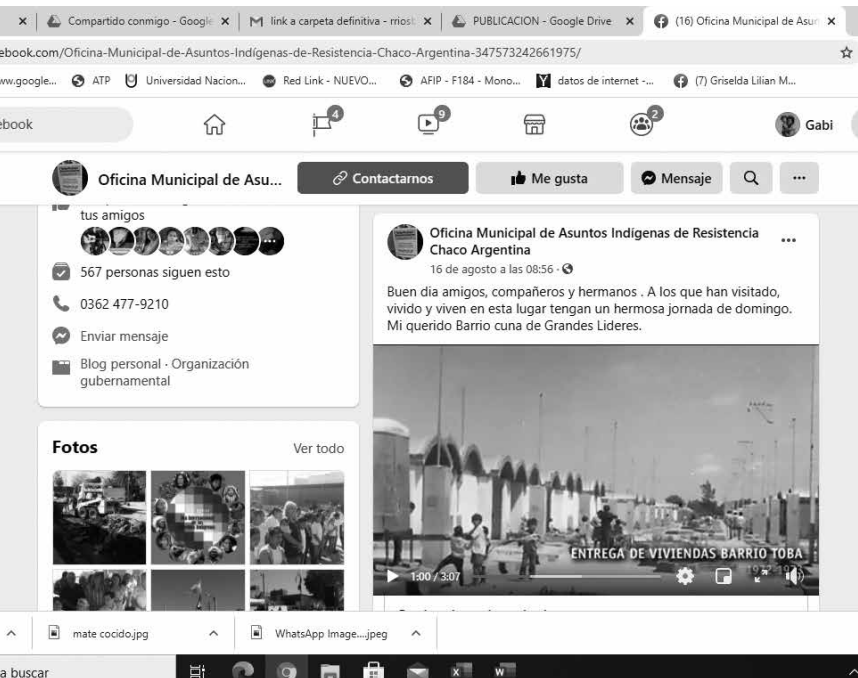 Compartido conmigo - Google
link a carpeta definitiva - rriost
PUBLICACION - Google Drive
(16) Oficina Municipal de Asun
ebook.com/Oficina-Municipal-de-Asuntos-Indígenas-de-Resistencia-Chaco-Argentina-347573242661975/
ww.google...
ATP
Universidad Nacion...
Red Link - NUEVO...
AFIP - F184 - Mono...
datos de internet -...
(7) Griselda Lilian M...
ebook
4
9
2
Gabi
Oficina Municipal de Asu...
Contactarnos
Me gusta
Mensaje
tus amigos
567 personas siguen esto
0362 477-9210
Enviar mensaje
Blog personal · Organización
gubernamental
Fotos
Ver todo
Oficina Municipal de Asuntos Indígenas de Resistencia
Chaco Argentina
16 de agosto a las 08:56 ·
Buen dia amigos, compañeros y hermanos . A los que han visitado,
vivido y viven en esta lugar tengan un hermosa jornada de domingo.
Mi querido Barrio cuna de Grandes Lideres.
ENTREGA DE VIVIENDAS BARRIO TOBA
1:00 / 3:07
mate cocido.jpg
WhatsApp Image....jpeg
a buscar